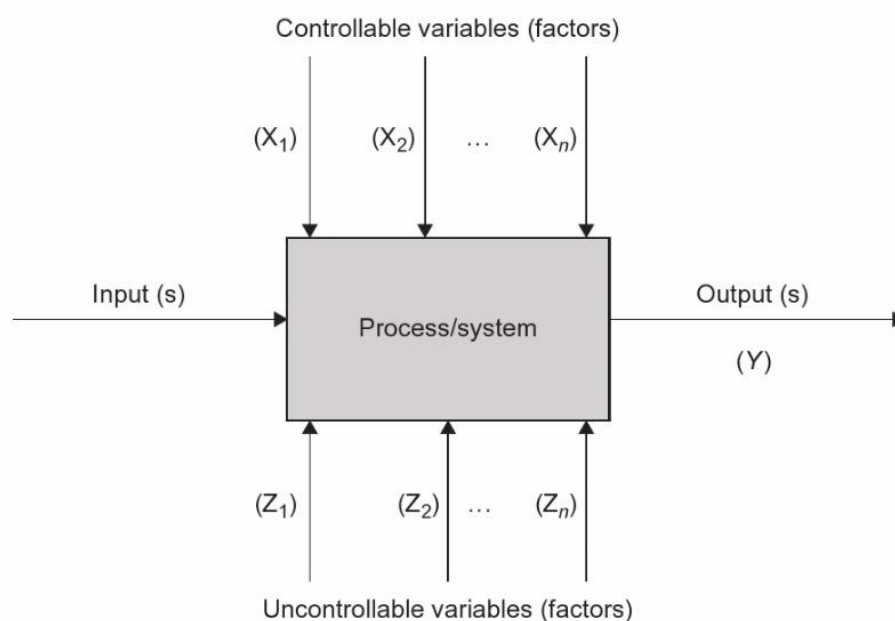 Controllable variables (factors)
(X₁) (X₂) ... (Xₙ)
Input (s)
Process/system
Output (s)
(Y)
(Z₁) (Z₂) ... (Zₙ)
Uncontrollable variables (factors)